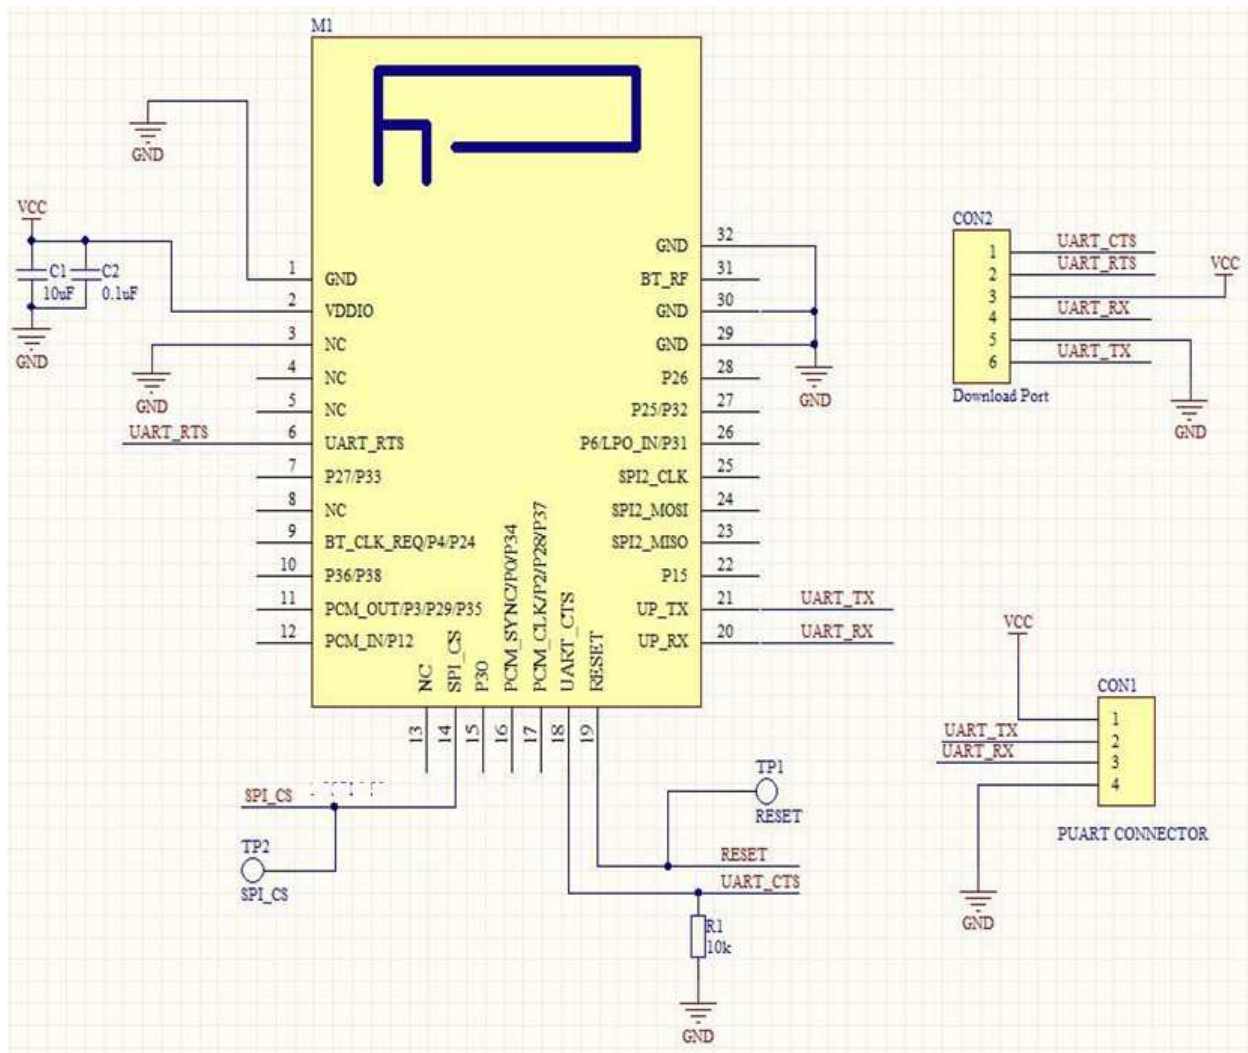 M1
GND
VCC
C1
10uF
C2
0.1uF
GND
GND
UART_RTS
1 GND
2 VDDIO
3 NC
4 NC
5 NC
6 UART_RTS
7 P27/P33
8 NC
9 BT_CLK_REQ/P4/P24
10 P36/P38
11 PCM_OUT/P3/P29/P35
12 PCM_IN/P12
13 NC
14 SPI_CS
15 P30
16 PCM_SYNC/P0/P34
17 PCM_CLK/P2/P28/P37
18 UART_CTS
19 RESET
GND 32
BT_RF 31
GND 30
GND 29
P26 28
P25/P32 27
P6/LPO_IN/P31 26
SPI2_CLK 25
SPI2_MOSI 24
SPI2_MISO 23
P15 22
UP_TX 21 UART_TX
UP_RX 20 UART_RX
GND
SPI_CS
TP2
SPI_CS
TP1
RESET
RESET
UART_CTS
R1
10k
GND
CON2
1 UART_CTS
2 UART_RTS
3 VCC
4 UART_RX
5
6 UART_TX
Download Port
GND
VCC
CON1
1
UART_TX 2
UART_RX 3
4
PUART CONNECTOR
GND